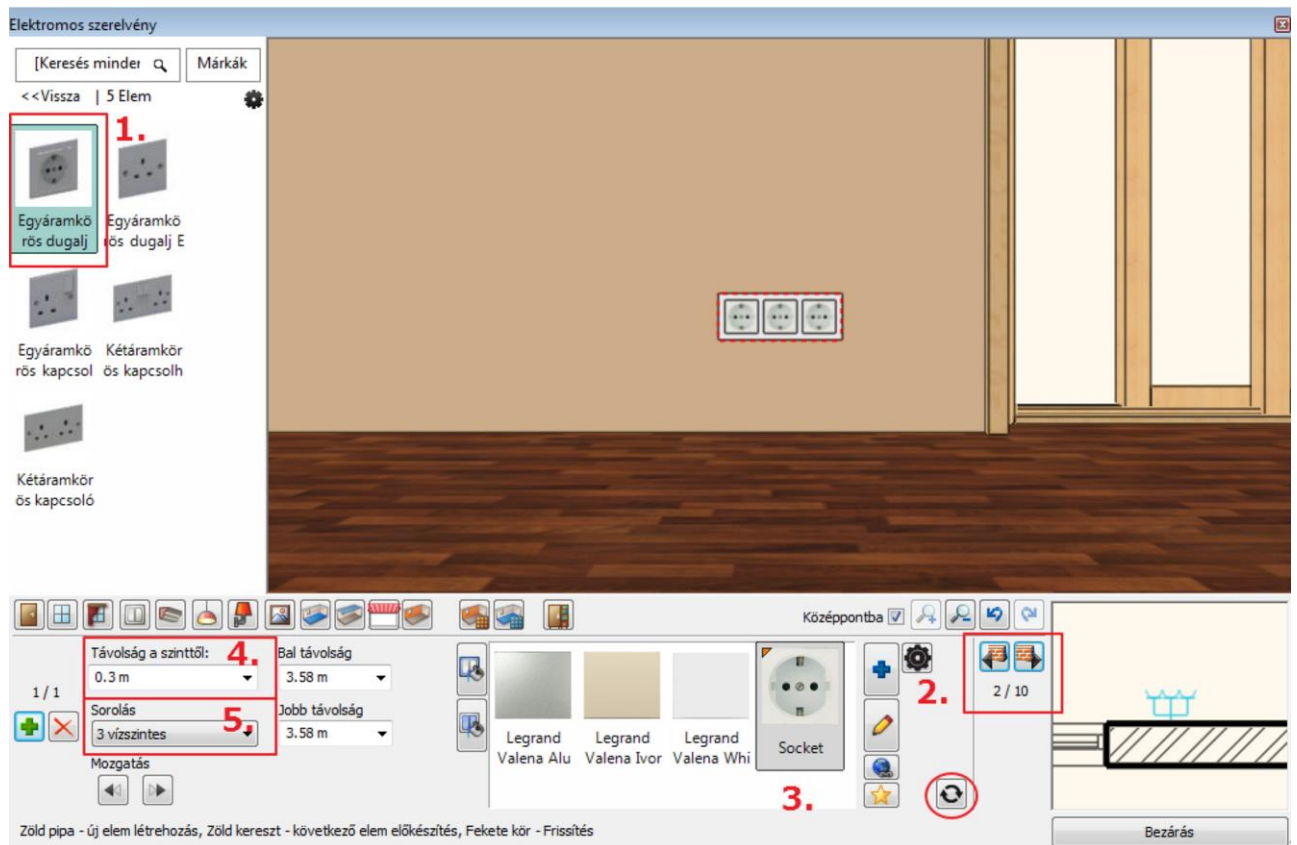 Elektromos szerelvény
[Keresés minder
Márkák
<<Vissza | 5 Elem
1.
Egyáramkö
rös dugalj
Egyáramkö
rös dugalj E
Egyáramkö
rös kapcsol
Kétáramkör
ös kapcsolh
Kétáramkör
ös kapcsoló
Középpontba
Távolság a szinttől:
4.
0.3 m
Bal távolság
3.58 m
1 / 1
Sorolás
5.
3 vízszintes
Jobb távolság
3.58 m
Mozgatás
Legrand
Valena Alu
Legrand
Valena Ivor
Legrand
Valena Whi
Socket
3.
2.
2 / 10
Zöld pipa - új elem létrehozás, Zöld kereszt - következő elem előkészítés, Fekete kör - Frissítés
Bezárás